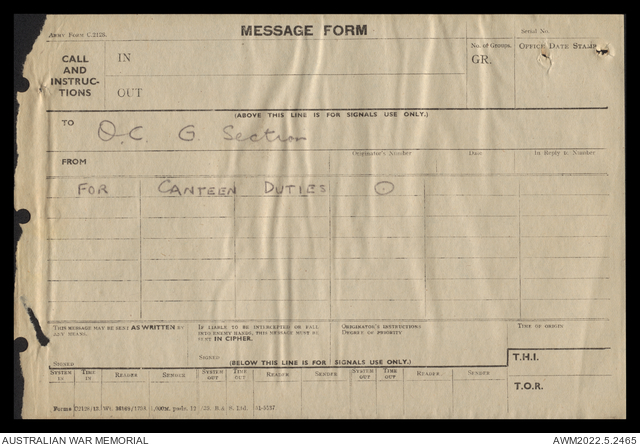 ARMY FORM C.2128.
MESSAGE FORM
Serial No.
CALL AND INSTRUC-TIONS
IN
OUT
No. of Groups.
GR.
OFFICE DATE STAMP
(ABOVE THIS LINE IS FOR SIGNALS USE ONLY.)
TO
O.C. G. Section
FROM
Originator's Number
Date
In Reply to Number
FOR CANTEEN DUTIES
THIS MESSAGE MAY BE SENT AS WRITTEN BY ANY MEANS.
IF LIABLE TO BE INTERCEPTED OR FALL INTO ENEMY HANDS, THIS MESSAGE MUST BE SENT IN CIPHER.
ORIGINATOR'S INSTRUCTIONS
DEGREE OF PRIORITY
TIME OF ORIGIN
SIGNED
SIGNED
(BELOW THIS LINE IS FOR SIGNALS USE ONLY.)
T.H.I.
SYSTEM IN
TIME IN
READER
SENDER
SYSTEM OUT
TIME OUT
READER
SENDER
SYSTEM OUT
TIME OUT
READER
SENDER
T.O.R.
AUSTRALIAN WAR MEMORIAL
AWM2022.5.2465